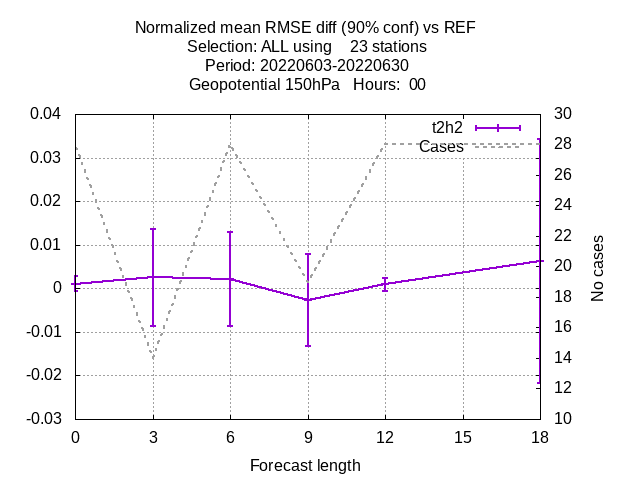 Normalized mean RMSE diff (90% conf) vs REF
Selection: ALL using    23 stations
Period: 20220603-20220630
Geopotential 150hPa   Hours:  00
t2h2
Cases
0.04
0.03
0.02
0.01
0
-0.01
-0.02
-0.03
30
28
26
24
22
20
18
16
14
12
10
No cases
0 3 6 9 12 15 18
Forecast length